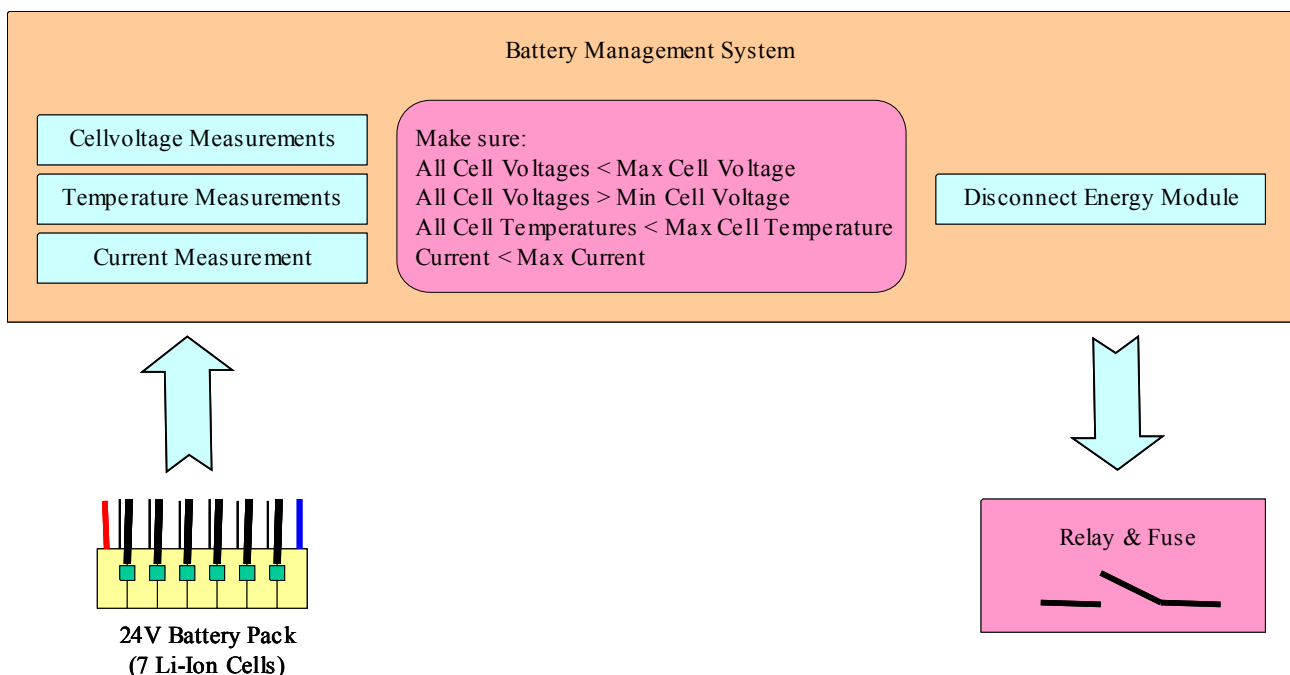 Battery Management System
Cellvoltage Measurements
Temperature Measurements
Current Measurement
Make sure:
All Cell Voltages < Max Cell Voltage
All Cell Voltages > Min Cell Voltage
All Cell Temperatures < Max Cell Temperature
Current < Max Current
Disconnect Energy Module
24V Battery Pack
(7 Li-Ion Cells)
Relay & Fuse